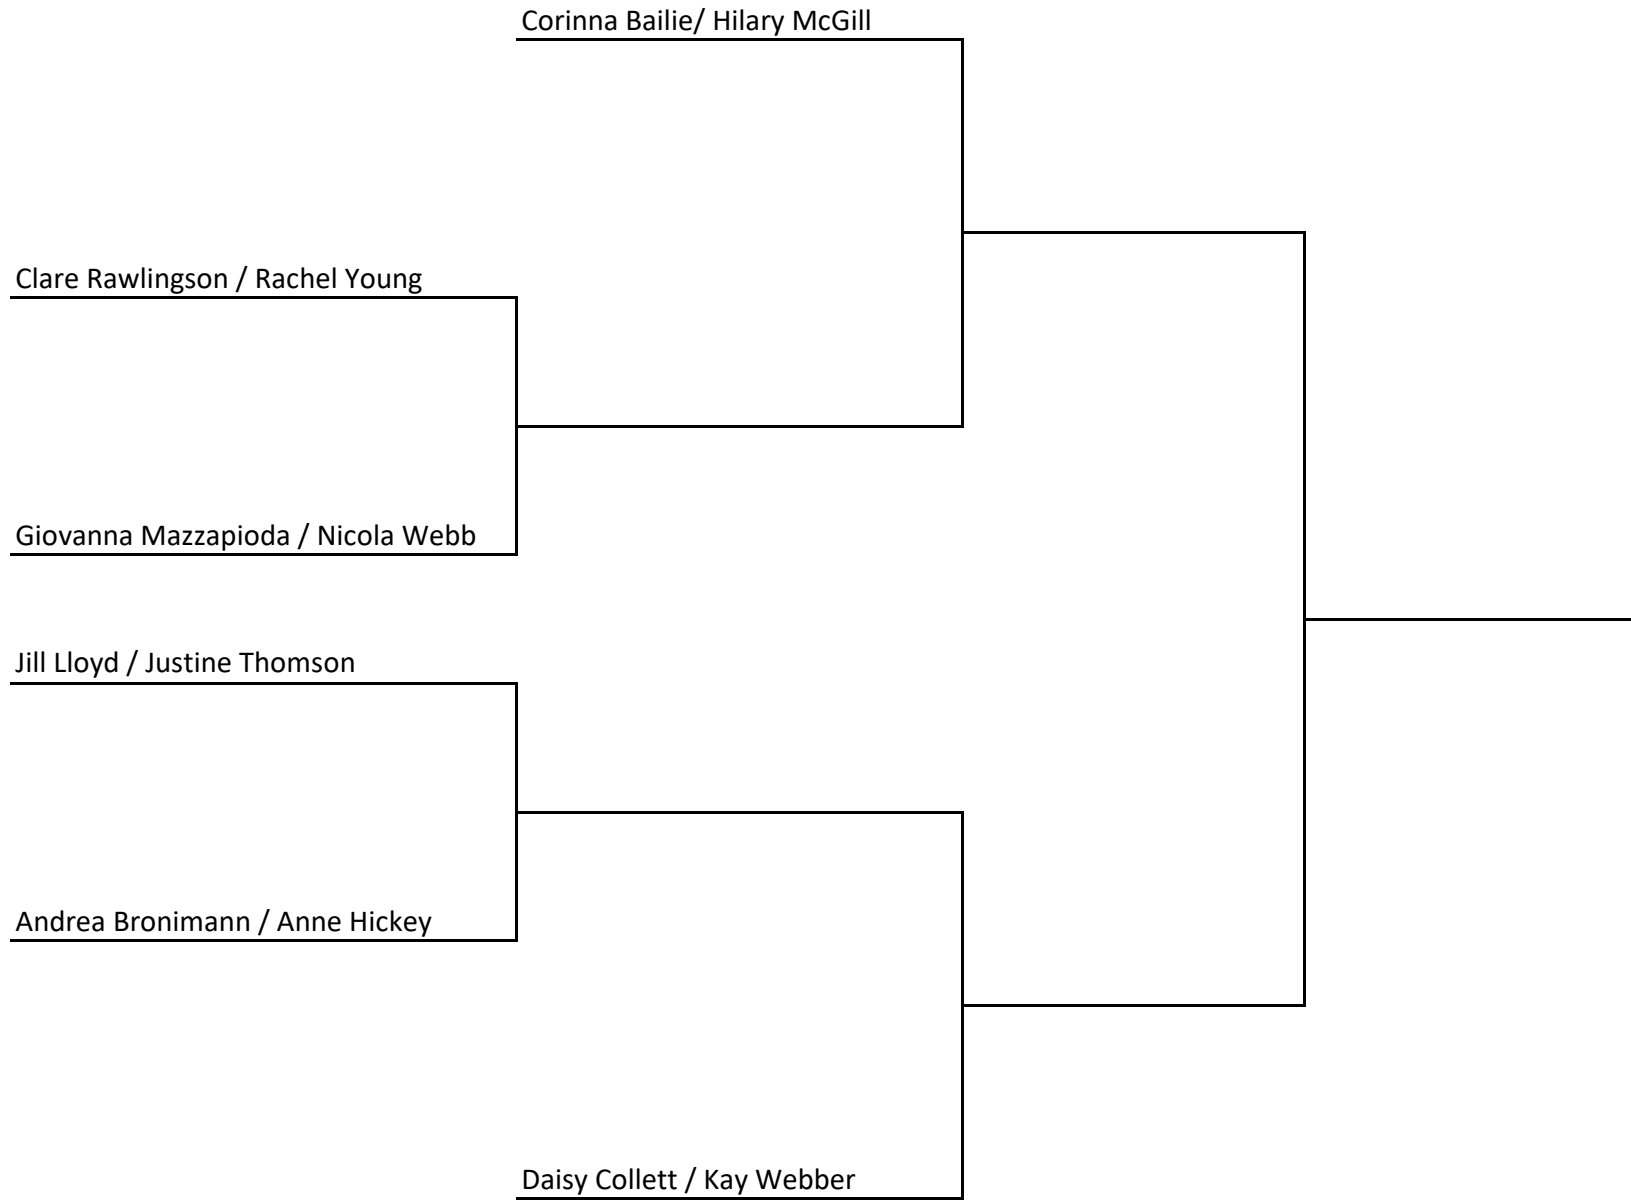 Corinna Bailie/ Hilary McGill
Clare Rawlingson / Rachel Young
Giovanna Mazzapioda / Nicola Webb
Jill Lloyd / Justine Thomson
Andrea Bronimann / Anne Hickey
Daisy Collett / Kay Webber